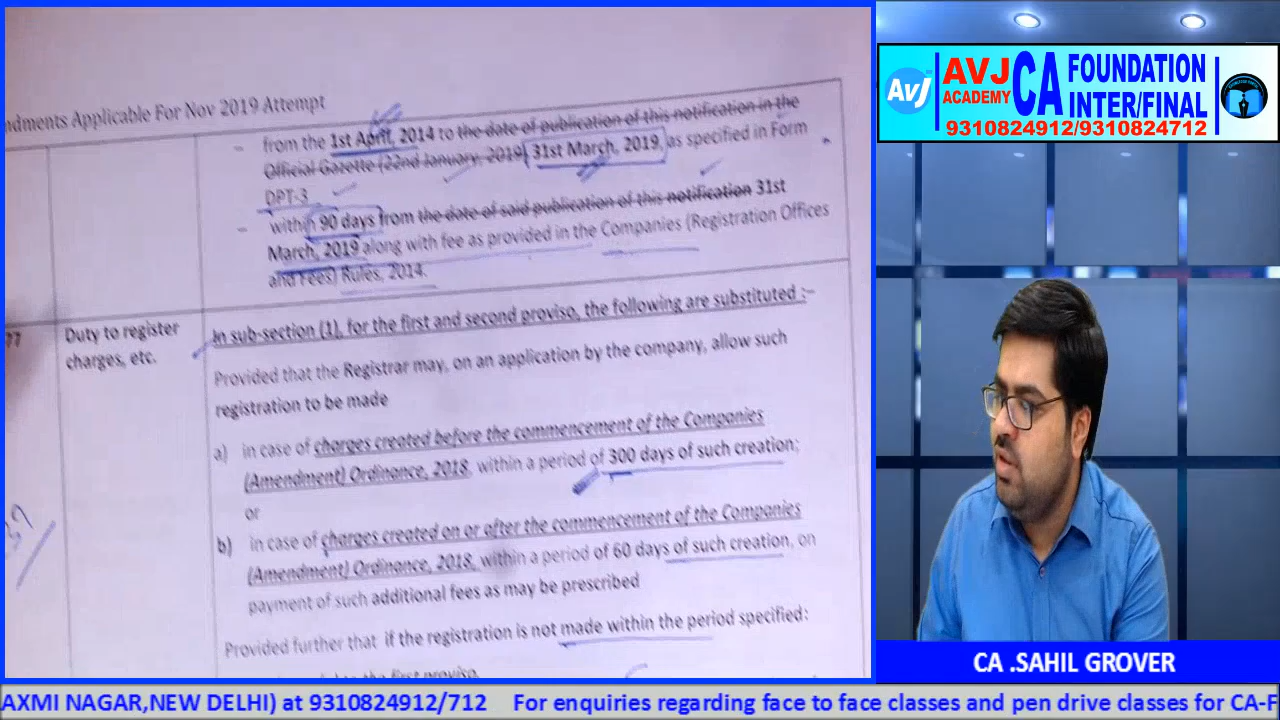 ndments Applicable For Nov 2019 Attempt
- from the 1st April, 2014 to the date of publication of this notification in the
Official Gazette (22nd January, 2019) 31st March, 2019, as specified in Form
DPT-3
- within 90 days from the date of said publication of this notification 31st
March, 2019 along with fee as provided in the Companies (Registration Offices
and Fees) Rules, 2014.
77
Duty to register
charges, etc.
In sub-section (1), for the first and second proviso, the following are substituted :-
Provided that the Registrar may, on an application by the company, allow such
registration to be made
a) in case of charges created before the commencement of the Companies
(Amendment) Ordinance, 2018, within a period of 300 days of such creation;
or
b) in case of charges created on or after the commencement of the Companies
(Amendment) Ordinance, 2018, within a period of 60 days of such creation, on
payment of such additional fees as may be prescribed
Provided further that if the registration is not made within the period specified:
to the first proviso
AVJ
AVJ
ACADEMY
CA
FOUNDATION
INTER/FINAL
9310824912/9310824712
CA .SAHIL GROVER
AXMI NAGAR,NEW DELHI) at 9310824912/712 For enquiries regarding face to face classes and pen drive classes for CA-F